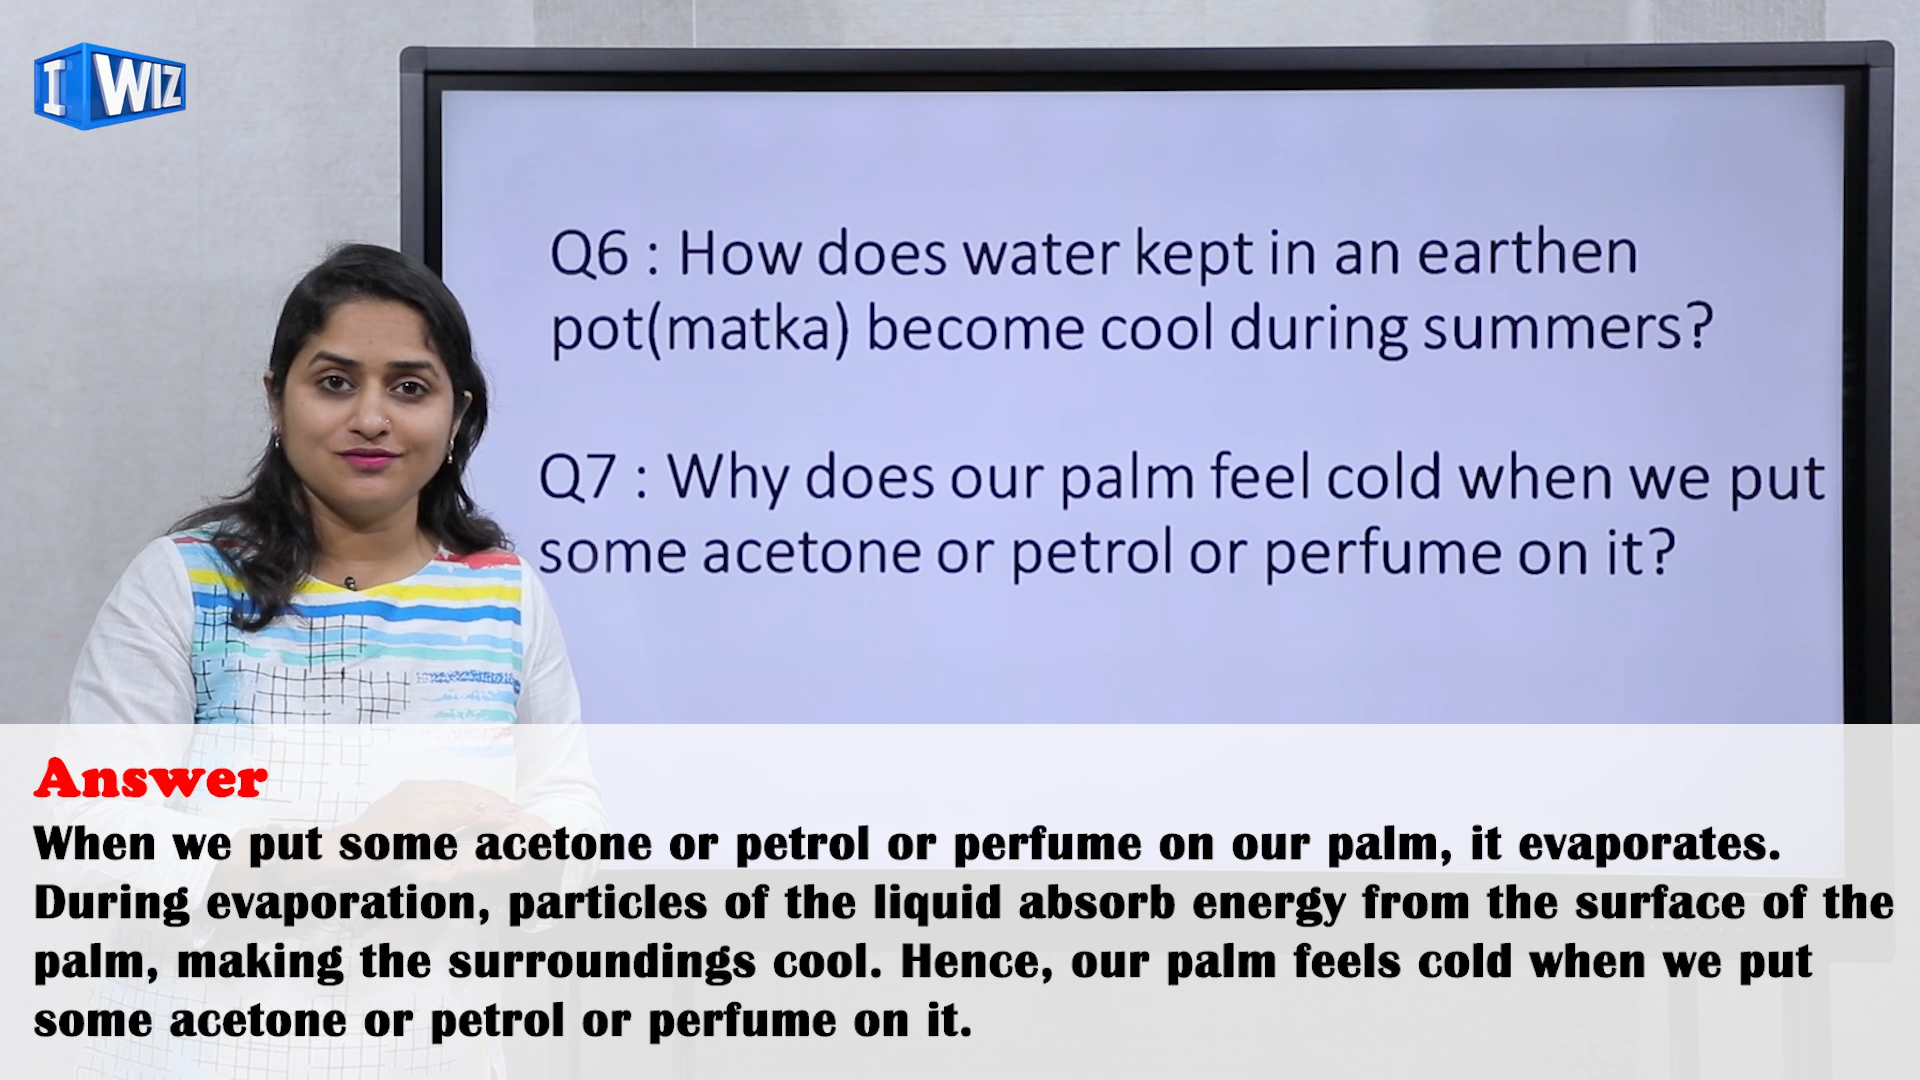 I WIZ
Q6 : How does water kept in an earthen
pot(matka) become cool during summers?
Q7 : Why does our palm feel cold when we put
some acetone or petrol or perfume on it?
Answer
When we put some acetone or petrol or perfume on our palm, it evaporates.
During evaporation, particles of the liquid absorb energy from the surface of the
palm, making the surroundings cool. Hence, our palm feels cold when we put
some acetone or petrol or perfume on it.